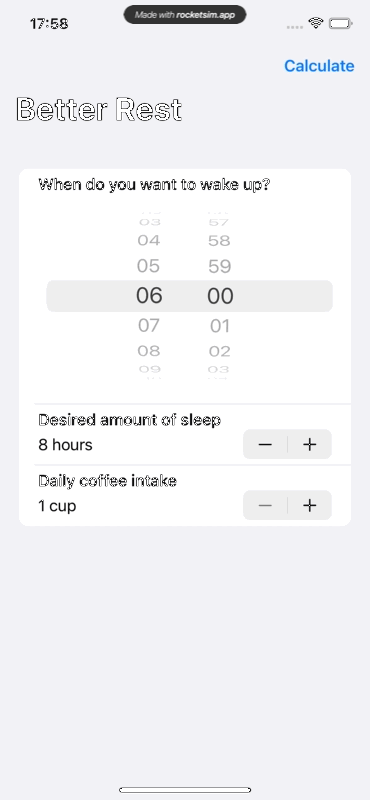 17:58
Made with rocketsim.app
Calculate
Better Rest
When do you want to wake up?
03 57
04 58
05 59
06 00
07 01
08 02
09 03
Desired amount of sleep
8 hours
Daily coffee intake
1 cup